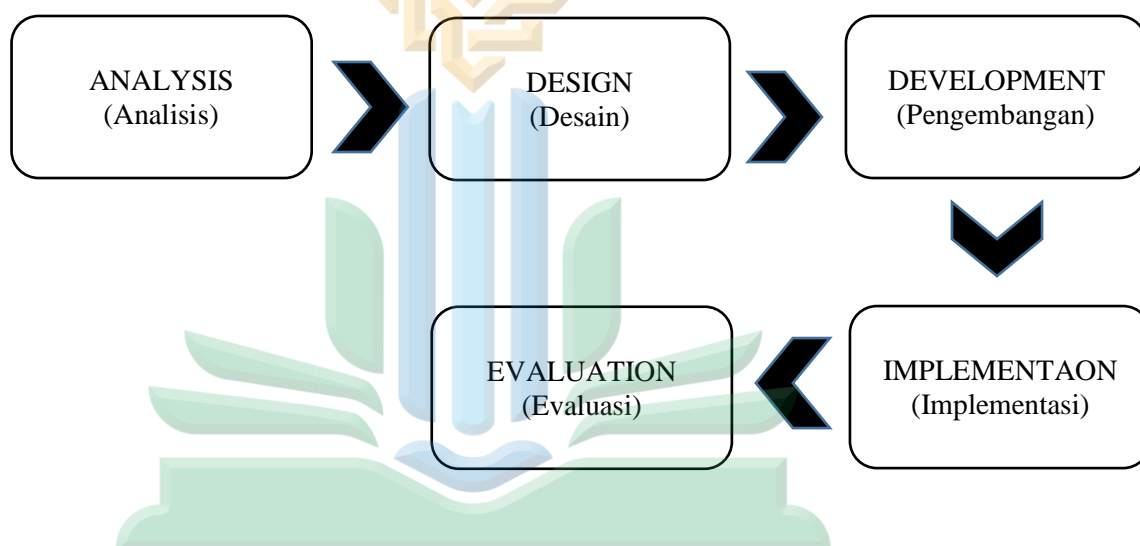 ANALYSIS
(Analisis)
DESIGN
(Desain)
DEVELOPMENT
(Pengembangan)
EVALUATION
(Evaluasi)
IMPLEMENTAON
(Implementasi)